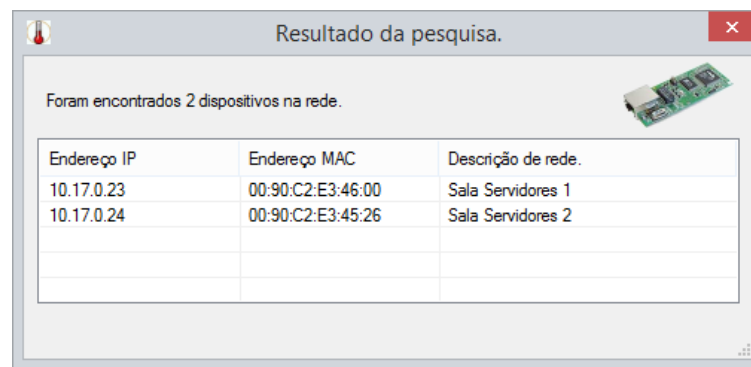 Resultado da pesquisa.
Foram encontrados 2 dispositivos na rede.
Endereço IP Endereço MAC Descrição de rede.
10.17.0.23 00:90:C2:E3:46:00 Sala Servidores 1
10.17.0.24 00:90:C2:E3:45:26 Sala Servidores 2